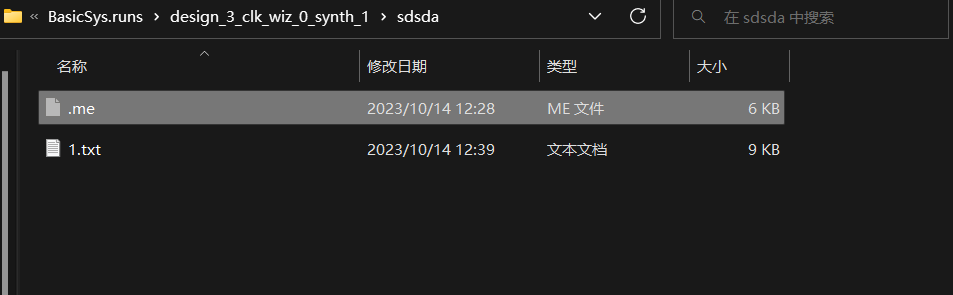 « BasicSys.runs > design_3_clk_wiz_0_synth_1 > sdsda 在 sdsda 中搜索
名称 修改日期 类型 大小
.me 2023/10/14 12:28 ME 文件 6 KB
1.txt 2023/10/14 12:39 文本文档 9 KB